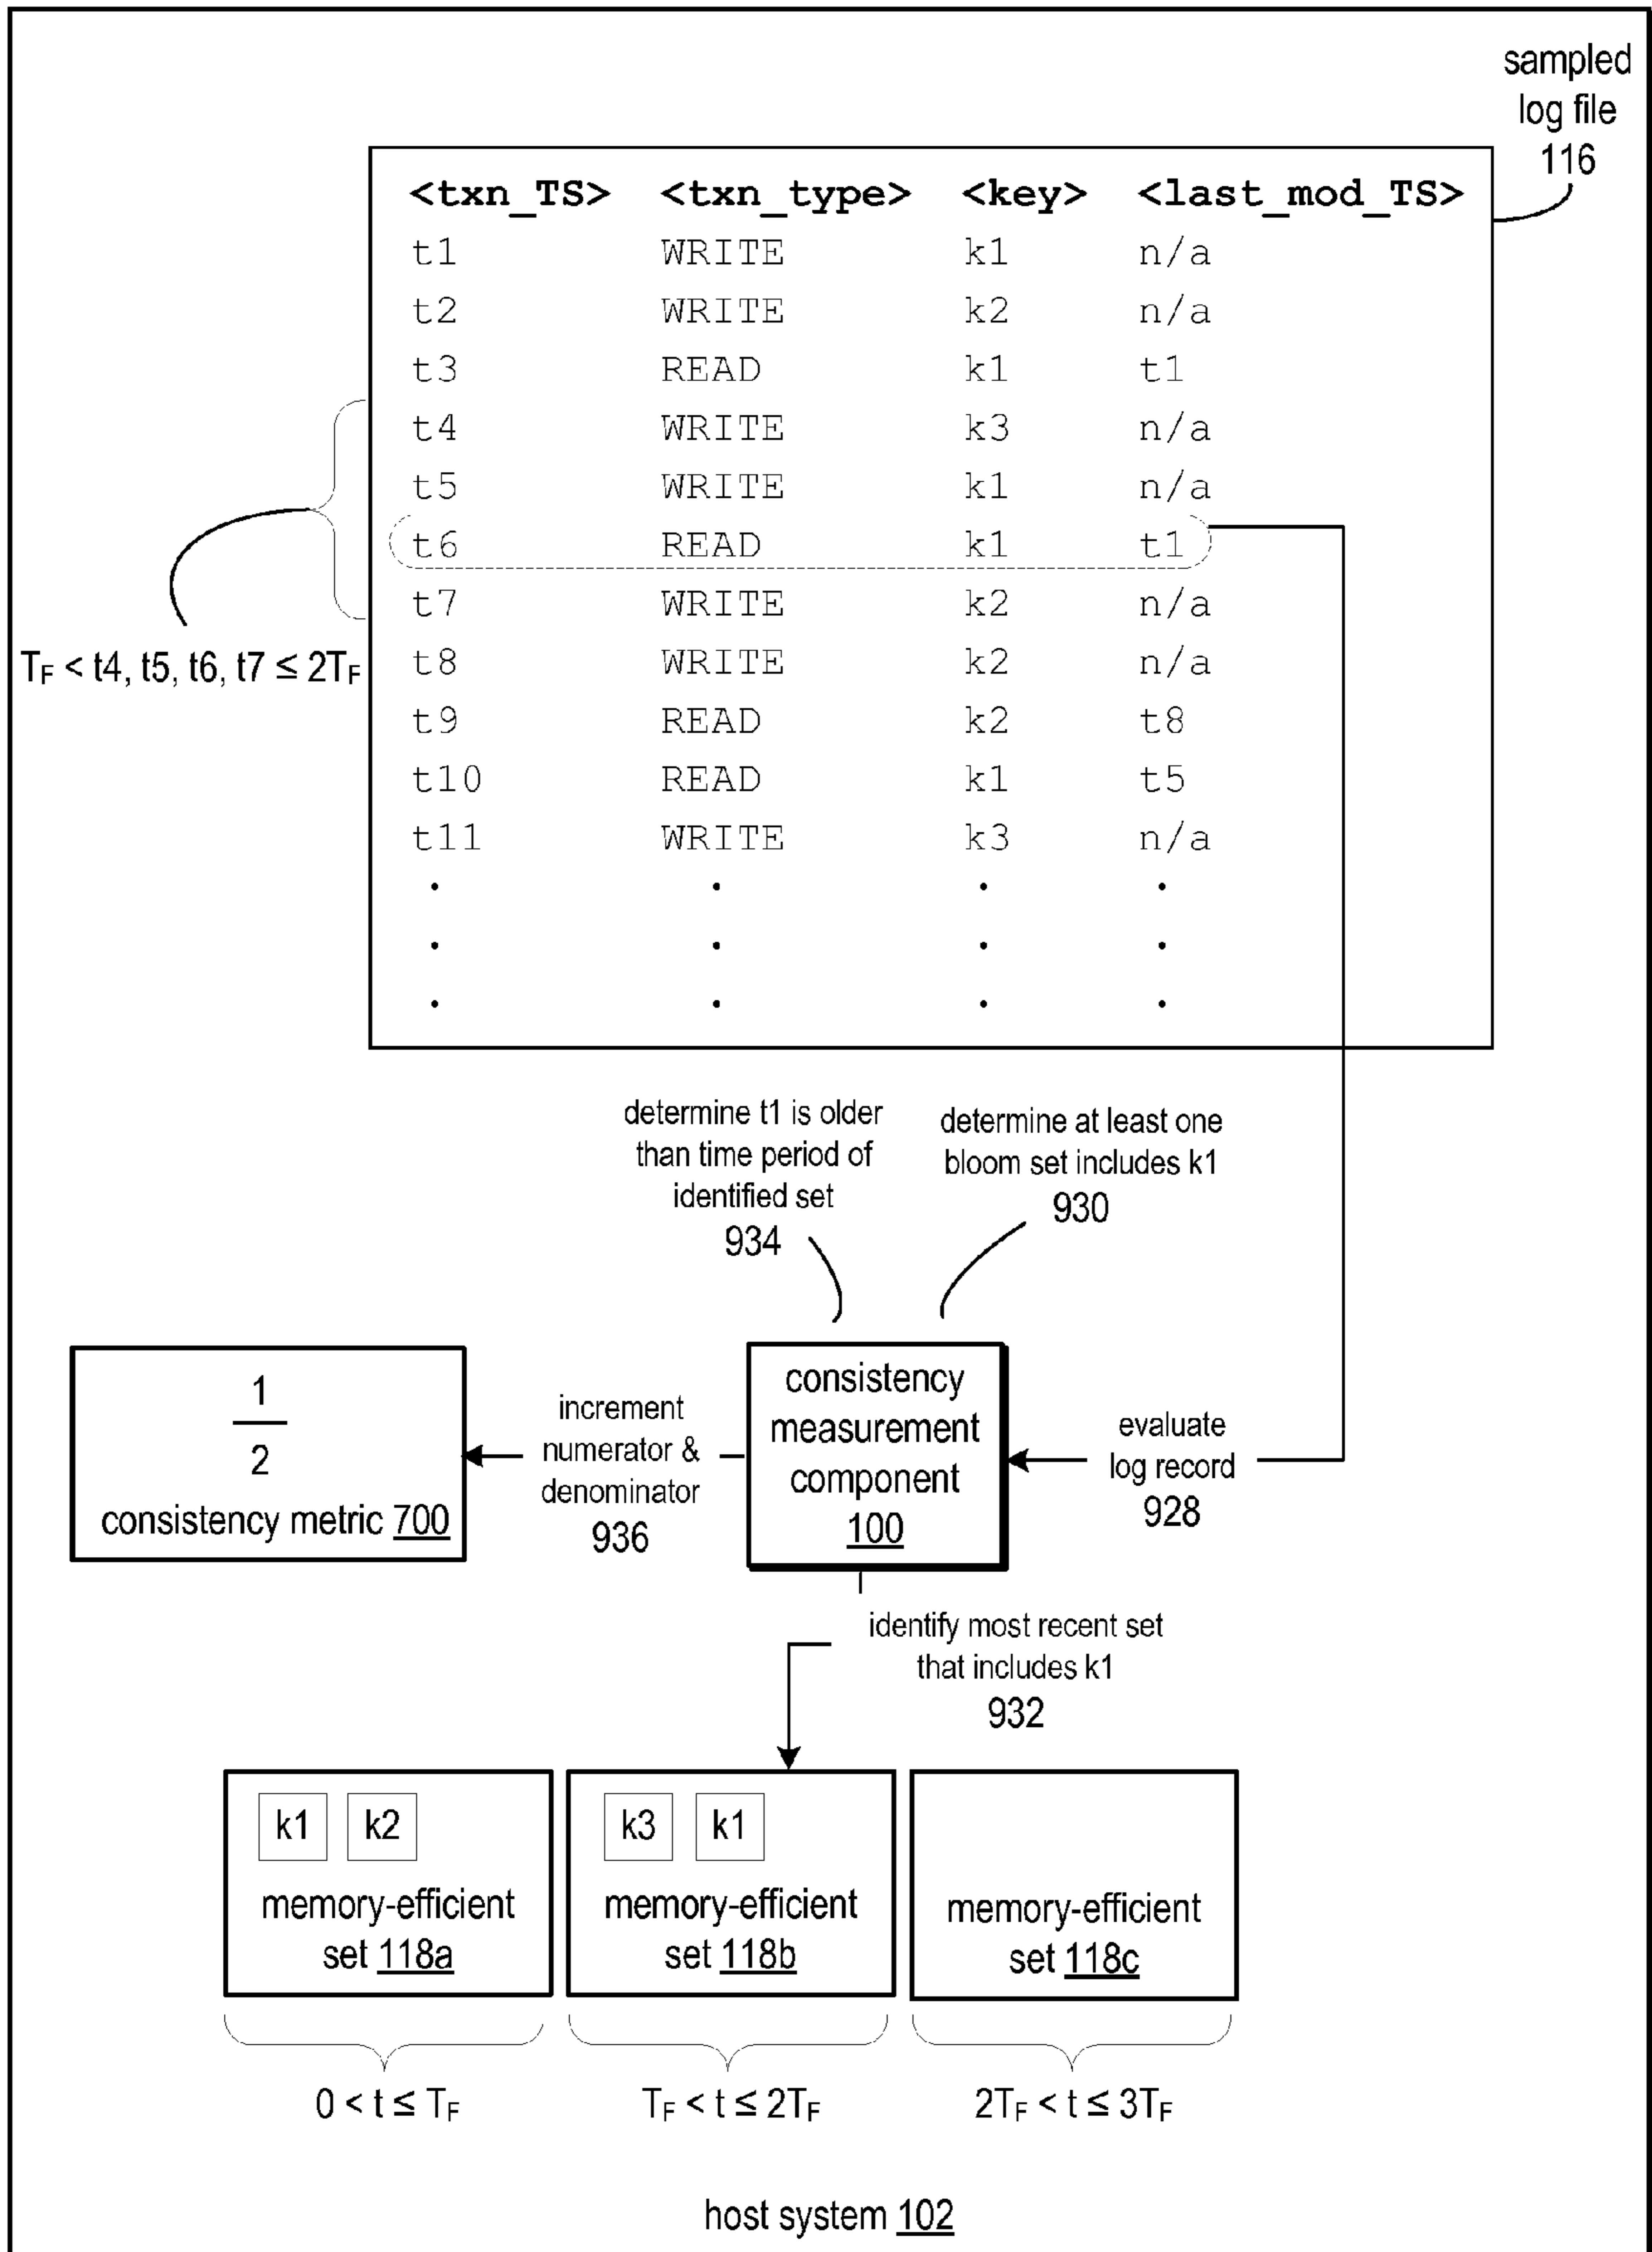 sampled
log file
116
<txn_TS> <txn_type> <key> <last_mod_TS>
t1 WRITE k1 n/a
t2 WRITE k2 n/a
t3 READ k1 t1
t4 WRITE k3 n/a
t5 WRITE k1 n/a
t6 READ k1 t1
t7 WRITE k2 n/a
t8 WRITE k2 n/a
t9 READ k2 t8
t10 READ k1 t5
t11 WRITE k3 n/a
. . . .
. . . .
. . . .
TF < t4, t5, t6, t7 ≤ 2TF
determine t1 is older
than time period of
identified set
934
determine at least one
bloom set includes k1
930
1
2
consistency metric 700
increment
numerator &
denominator
936
consistency
measurement
component
100
evaluate
log record
928
identify most recent set
that includes k1
932
k1 k2
memory-efficient
set 118a
k3 k1
memory-efficient
set 118b
memory-efficient
set 118c
0 < t ≤ TF
TF < t ≤ 2TF
2TF < t ≤ 3TF
host system 102